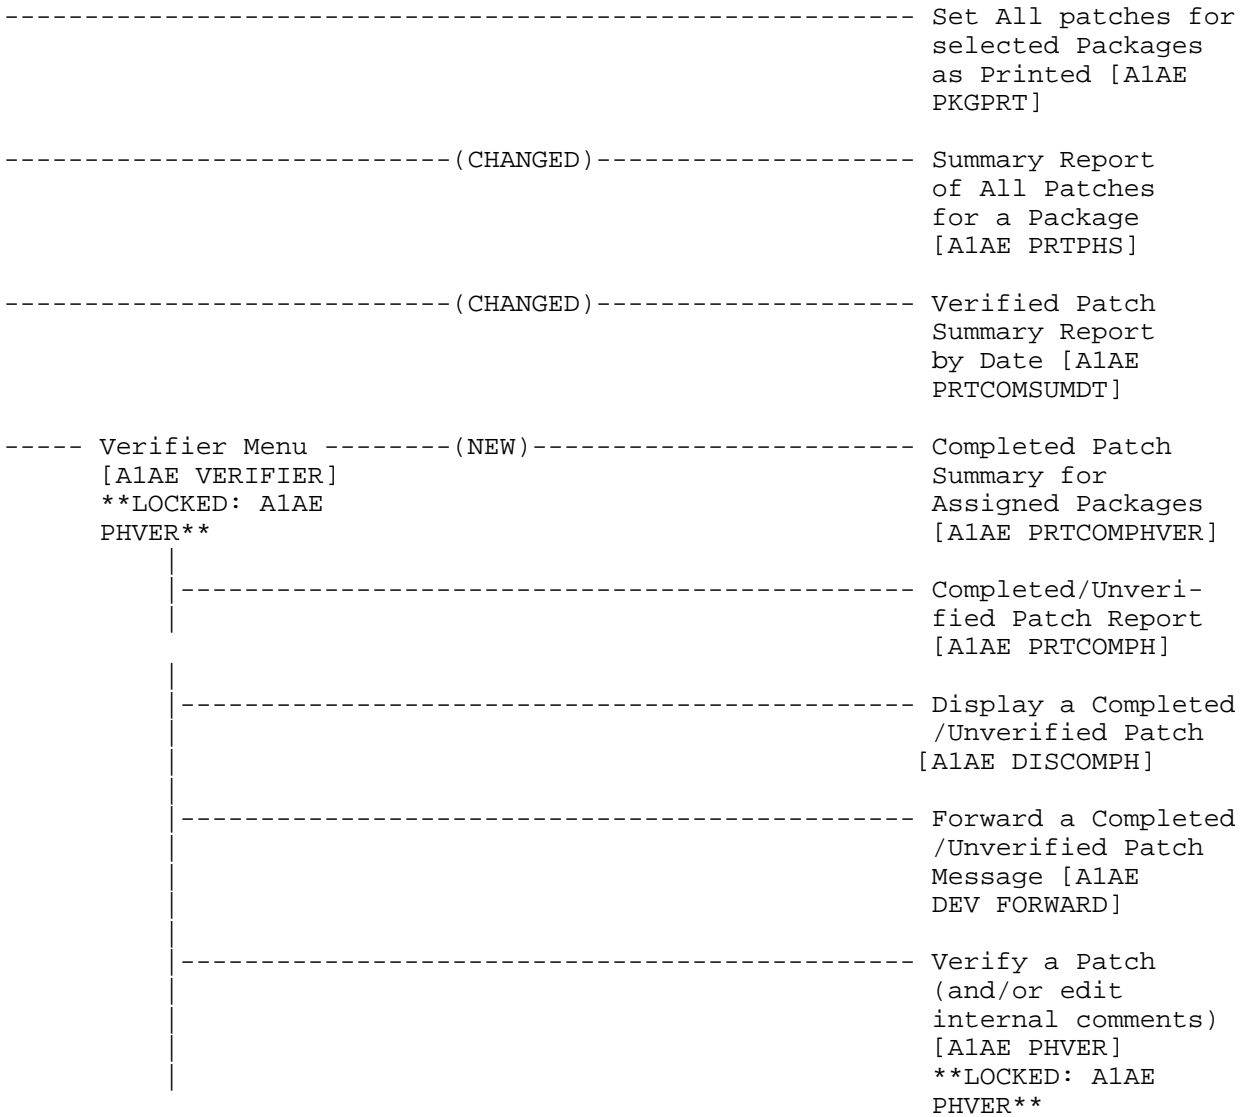 ------------------------------------------------------- Set All patches for
selected Packages
as Printed [A1AE
PKGPRT]
----------------------------(CHANGED)-------------------- Summary Report
of All Patches
for a Package
[A1AE PRTPHS]
----------------------------(CHANGED)-------------------- Verified Patch
Summary Report
by Date [A1AE
PRTCOMSUMDT]
----- Verifier Menu --------(NEW)------------------------ Completed Patch
[A1AE VERIFIER] Summary for
**LOCKED: A1AE Assigned Packages
PHVER** [A1AE PRTCOMPHVER]
|
|---------------------------------------------- Completed/Unveri-
| fied Patch Report
[A1AE PRTCOMPH]
|
|---------------------------------------------- Display a Completed
| /Unverified Patch
| [A1AE DISCOMPH]
|
|---------------------------------------------- Forward a Completed
| /Unverified Patch
| Message [A1AE
| DEV FORWARD]
|
|---------------------------------------------- Verify a Patch
| (and/or edit
| internal comments)
| [A1AE PHVER]
| **LOCKED: A1AE
PHVER**